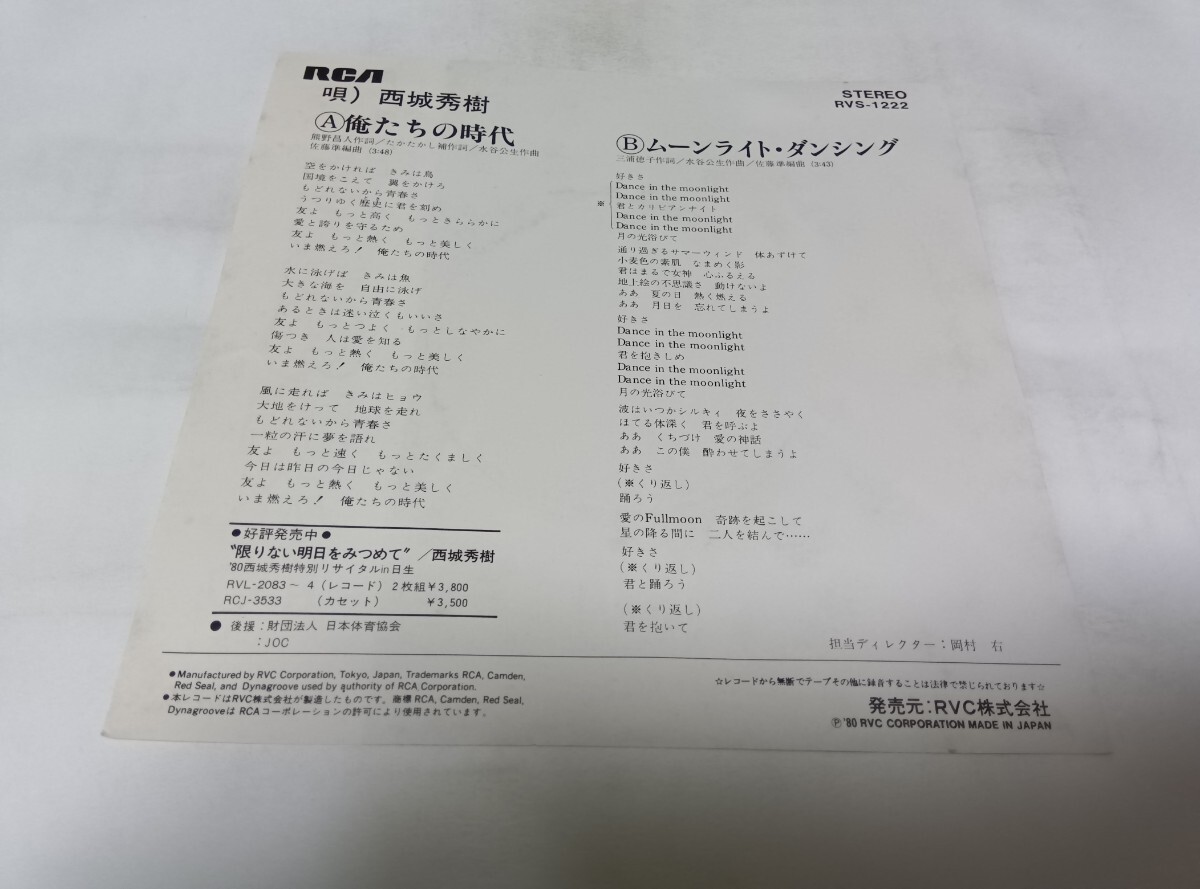 RCA
STEREO
RVS-1222
唄）西城秀樹
Ⓐ俺たちの時代
熊野昌人作詞／たかたかし補作詞／水谷公生作曲
佐藤準編曲 (3:48)
空をかければ きみは鳥
国境をこえて 翼をかけろ
もどれないから青春さ
うつりゆく歴史に君を刻め
友よ もっと高く もっときららかに
愛と誇りを守るため
友よ もっと熱く もっと美しく
いま燃えろ! 俺たちの時代
水に泳げば きみは魚
大きな海を 自由に泳げ
もどれないから青春さ
あるときは迷い泣くもいいさ
友よ もっとつよく もっとしなやかに
傷つき 人は愛を知る
友よ もっと熱く もっと美しく
いま燃えろ! 俺たちの時代
風に走れば きみはヒョウ
大地をけって 地球を走れ
もどれないから青春さ
一粒の汗に夢を語れ
友よ もっと速く もっとたくましく
今日は昨日の今日じゃない
友よ もっと熱く もっと美しく
いま燃えろ! 俺たちの時代
●好評発売中●
"限りない明日をみつめて"／西城秀樹
'80西城秀樹特別リサイタルin日生
RVL-2083～4（レコード）2枚組¥3,800
RCJ-3533 （カセット） ¥3,500
●後援：財団法人 日本体育協会
：JOC
Ⓑムーンライト・ダンシング
三浦徳子作詞／水谷公生作曲／佐藤準編曲 (3:43)
好きさ
Dance in the moonlight
Dance in the moonlight
※ 君とカリビアンナイト
Dance in the moonlight
Dance in the moonlight
月の光浴びて
通り過ぎるサマーウィンド 体あずけて
小麦色の素肌 なまめく影
君はまるで女神 心ふるえる
地上絵の不思議さ 動けないよ
ああ 夏の日 熱く燃える
ああ 月日を 忘れてしまうよ
好きさ
Dance in the moonlight
Dance in the moonlight
君を抱きしめ
Dance in the moonlight
Dance in the moonlight
月の光浴びて
波はいつかシルキィ 夜をささやく
ほてる体深く 君を呼ぶよ
ああ くちづけ 愛の神話
ああ この僕 酔わせてしまうよ
好きさ
(※くり返し)
踊ろう
愛のFullmoon 奇跡を起こして
星の降る間に 二人を結んで……
好きさ
(※くり返し)
君と踊ろう
(※くり返し)
君を抱いて
担当ディレクター：岡村 右
●Manufactured by RVC Corporation, Tokyo, Japan, Trademarks RCA, Camden,
Red Seal, and Dynagroove used by authority of RCA Corporation.
●本レコードはRVC株式会社が製造したものです。商標RCA, Camden, Red Seal,
DynagrooveはRCAコーポレーションの許可により使用されています。
☆レコードから無断でテープその他に録音することは法律で禁じられております☆
発売元：RVC株式会社
Ⓟ'80 RVC CORPORATION MADE IN JAPAN